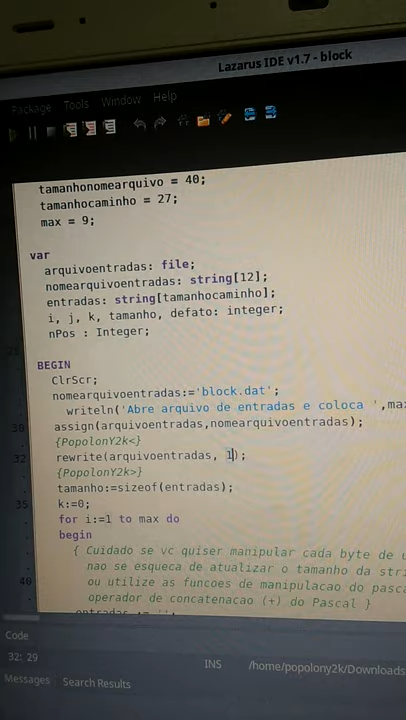 Lazarus IDE v1.7 - block
Package Tools Window Help
tamanhonomearquivo = 40;
tamanhocaminho = 27;
max = 9;
var
arquivoentradas: file;
nomearquivoentradas: string[12];
entradas: string[tamanhocaminho];
i, j, k, tamanho, defato: integer;
nPos : Integer;
BEGIN
ClrScr;
nomearquivoentradas:='block.dat';
writeln('Abre arquivo de entradas e coloca ',max
30 assign(arquivoentradas,nomearquivoentradas);
{PopolonY2k<}
32 rewrite(arquivoentradas, 1);
{PopolonY2k>}
tamanho:=sizeof(entradas);
35 k:=0;
for i:=1 to max do
begin
{ Cuidado se vc quiser manipular cada byte de
nao se esqueca de atualizar o tamanho da
40 ou utilize as funcoes de manipulacao do
operador de concatenacao (+) do Pascal }
entradas := '';
Code
32: 29 INS /home/popolony2k/Downloads
Messages Search Results